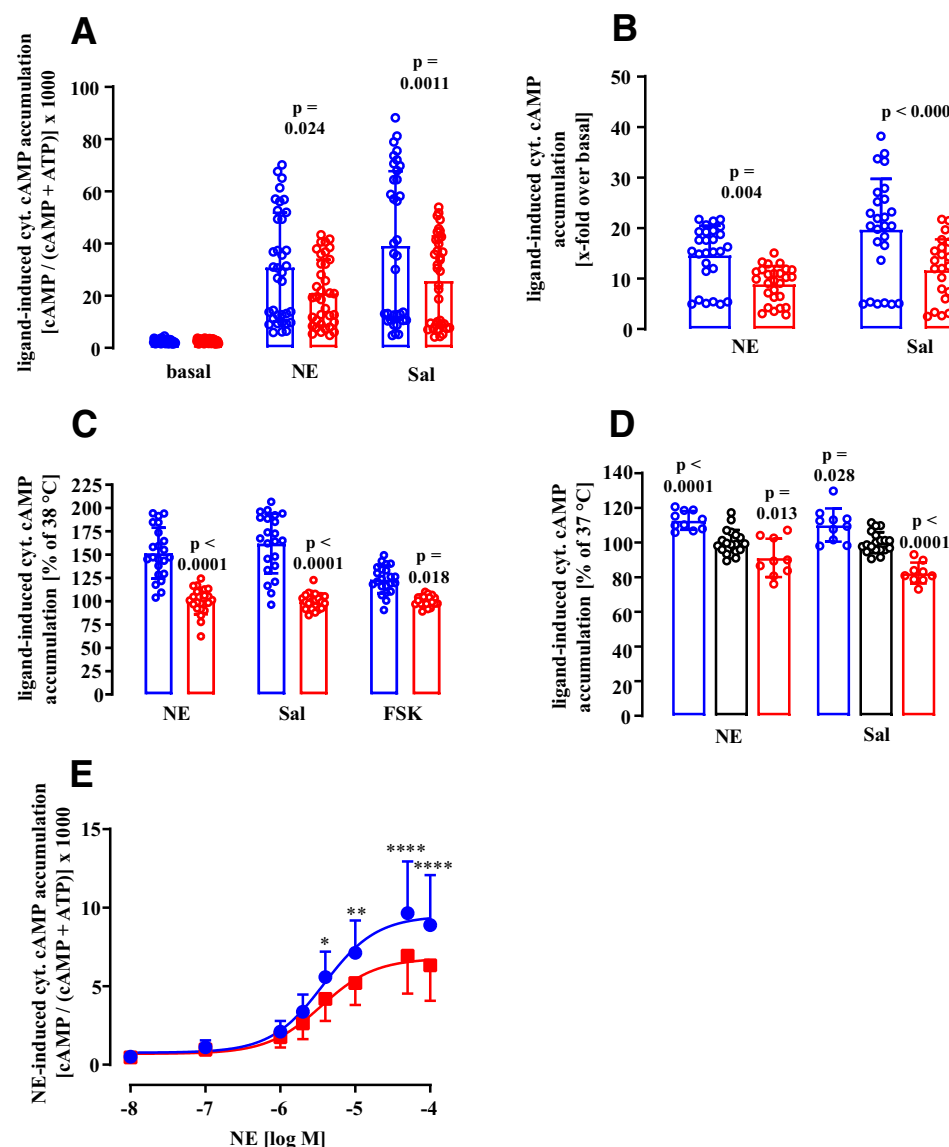 A
ligand-induced cyt. cAMP accumulation
[cAMP / (cAMP + ATP)] x 1000
100
80
60
40
20
0
p =
0.024
p =
0.0011
basal
NE
Sal
B
ligand-induced cyt. cAMP
accumulation
[x-fold over basal]
50
40
30
20
10
0
p =
0.004
p < 0.000
NE
Sal
C
ligand-induced cyt. cAMP
accumulation [% of 38 °C]
225
200
175
150
125
100
75
50
25
0
p <
0.0001
p <
0.0001
p =
0.018
NE
Sal
FSK
D
ligand-induced cyt. cAMP
accumulation [% of 37 °C]
140
120
100
80
60
40
20
0
p <
0.0001
p =
0.013
p =
0.028
p <
0.0001
NE
Sal
E
NE-induced cyt. cAMP accumulation
[cAMP / (cAMP + ATP)] x 1000
15
10
5
0
*
**
****
****
-8
-7
-6
-5
-4
NE [log M]